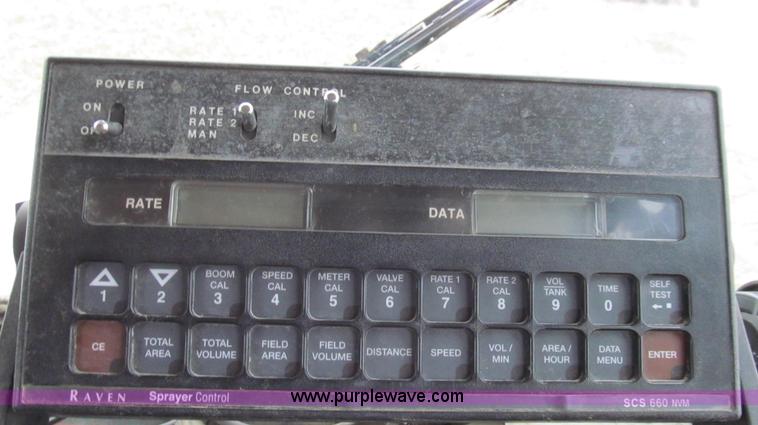 POWER
FLOW CONTROL
ON
OFF
RATE 1
RATE 2
MAN
INC
DEC
RATE
DATA
1
2
BOOM CAL 3
SPEED CAL 4
METER CAL 5
VALVE CAL 6
RATE 1 CAL 7
RATE 2 CAL 8
VOL TANK 9
TIME 0
SELF TEST
CE
TOTAL AREA
TOTAL VOLUME
FIELD AREA
FIELD VOLUME
DISTANCE
SPEED
VOL / MIN
AREA / HOUR
DATA MENU
ENTER
RAVEN Sprayer Control
www.purplewave.com
SCS 660 NVM